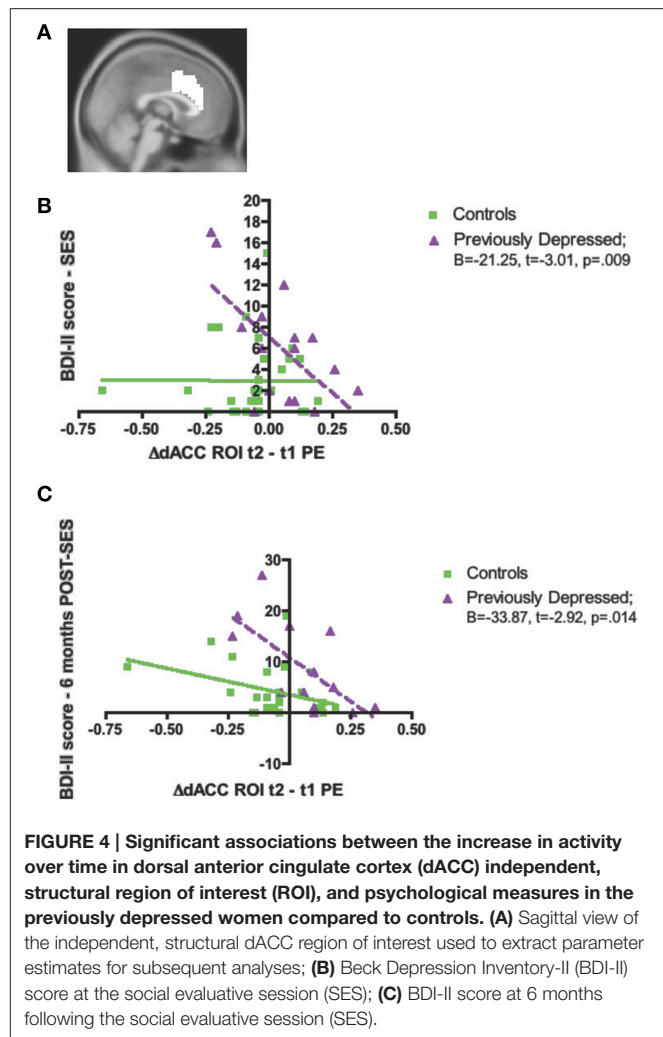 A
B
BDI-II score - SES
20
18
16
14
12
10
8
6
4
2
-0.75 -0.50 -0.25 0.00 0.25 0.50
ΔdACC ROI t2 - t1 PE
Controls
Previously Depressed;
B=-21.25, t=-3.01, p=.009
C
BDI-II score - 6 months POST-SES
30
20
10
0
-10
-0.75 -0.50 -0.25 0.25 0.50
ΔdACC ROI t2 - t1 PE
Controls
Previously Depressed;
B=-33.87, t=-2.92, p=.014
FIGURE 4 | Significant associations between the increase in activity
over time in dorsal anterior cingulate cortex (dACC) independent,
structural region of interest (ROI), and psychological measures in the
previously depressed women compared to controls. (A) Sagittal view of
the independent, structural dACC region of interest used to extract parameter
estimates for subsequent analyses; (B) Beck Depression Inventory-II (BDI-II)
score at the social evaluative session (SES); (C) BDI-II score at 6 months
following the social evaluative session (SES).